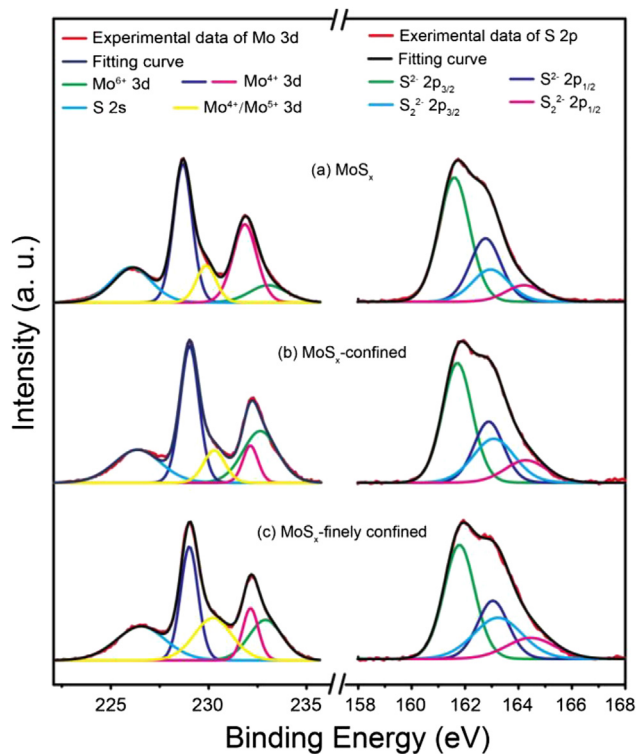 Experimental data of Mo 3d
Fitting curve
Mo⁶⁺ 3d
Mo⁴⁺ 3d
S 2s
Mo⁴⁺/Mo⁵⁺ 3d
Exerimental data of S 2p
Fitting curve
S²⁻ 2p₃/₂
S²⁻ 2p₁/₂
S₂²⁻ 2p₃/₂
S₂²⁻ 2p₁/₂
(a) MoSₓ
(b) MoSₓ-confined
(c) MoSₓ-finely confined
Intensity (a. u.)
225 230 235 158 160 162 164 166 168
Binding Energy (eV)